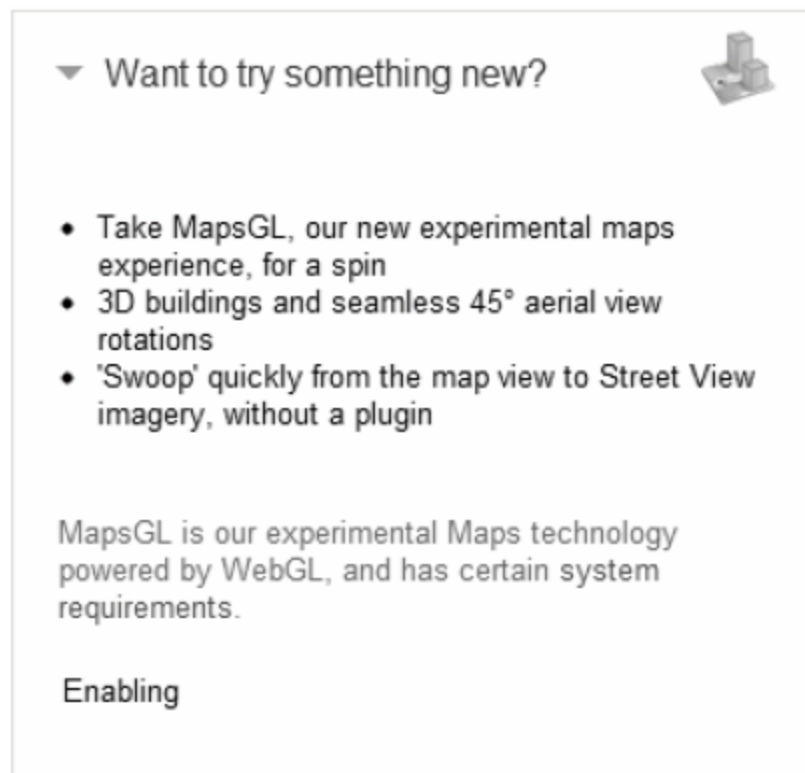 Want to try something new?
Take MapsGL, our new experimental maps
experience, for a spin
3D buildings and seamless 45° aerial view
rotations
'Swoop' quickly from the map view to Street View
imagery, without a plugin
MapsGL is our experimental Maps technology
powered by WebGL, and has certain system
requirements.
Enabling